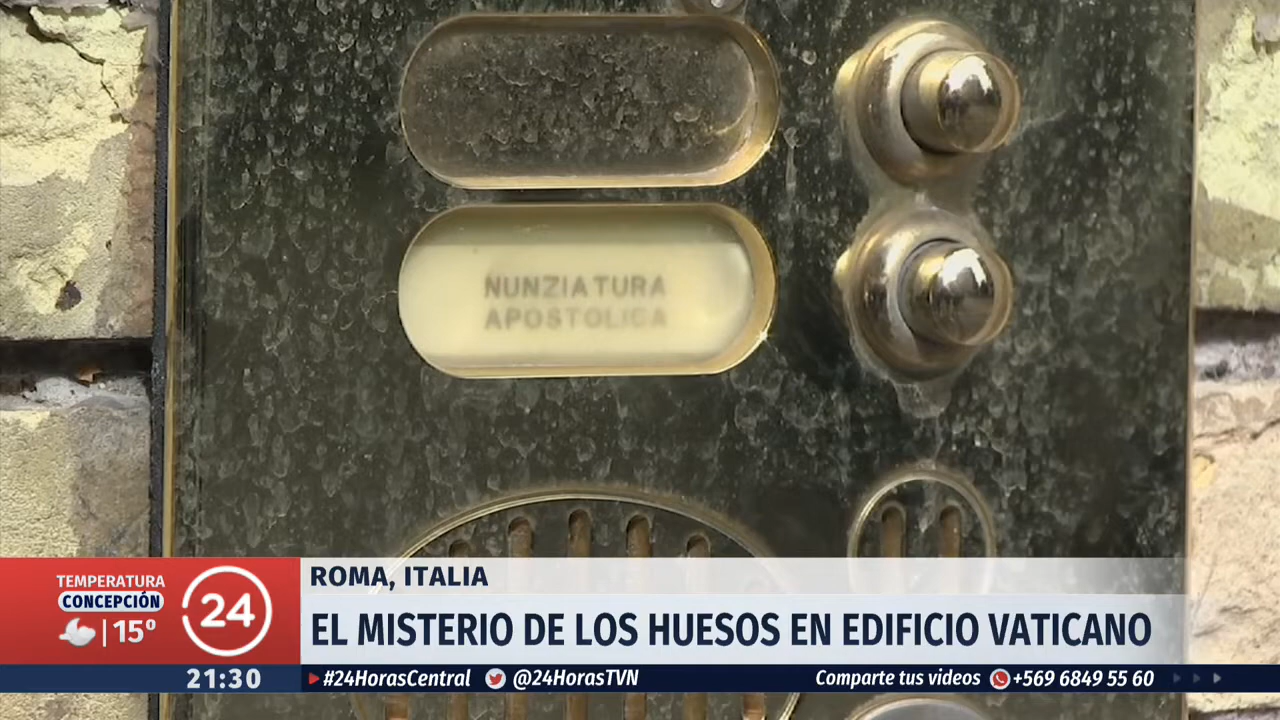 NUNZIATURA
APOSTOLICA
ROMA, ITALIA
TEMPERATURA
CONCEPCIÓN
15º
24
EL MISTERIO DE LOS HUESOS EN EDIFICIO VATICANO
21:30
#24HorasCentral @24HorasTVN Comparte tus videos +569 6849 55 60